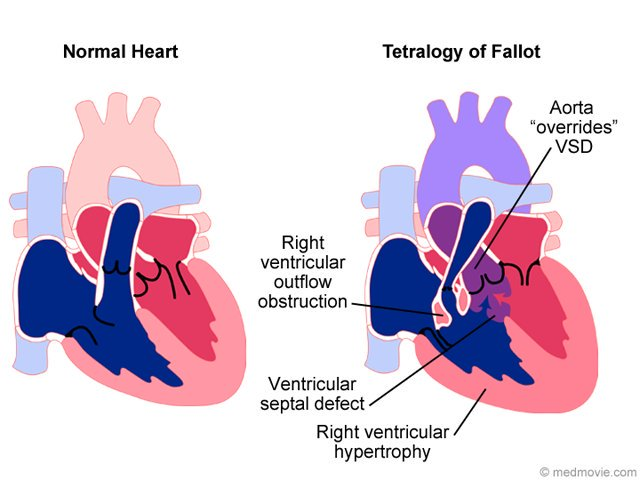 Normal Heart
Tetralogy of Fallot
Aorta
“overrides”
VSD
Right
ventricular
outflow
obstruction
Ventricular
septal defect
Right ventricular
hypertrophy
© medmovie.com